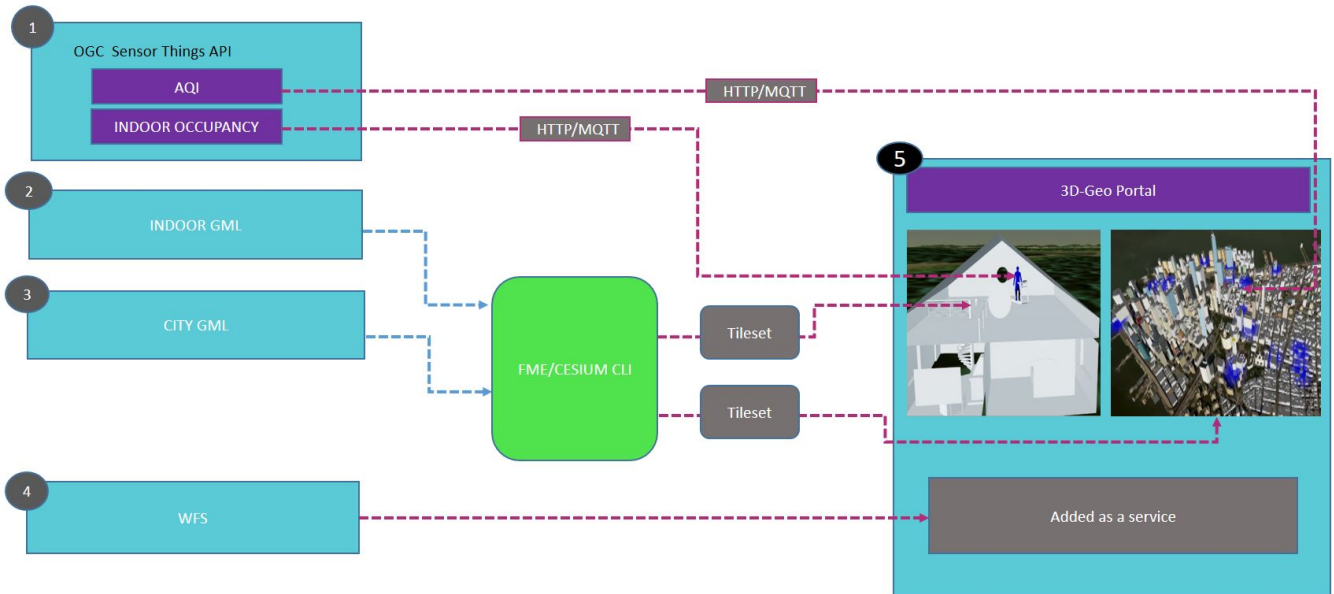 1
OGC Sensor Things API
AQI
HTTP/MQTT
INDOOR OCCUPANCY
HTTP/MQTT
5
3D-Geo Portal
2
INDOOR GML
3
CITY GML
FME/CESIUM CLI
Tileset
Tileset
4
WFS
Added as a service